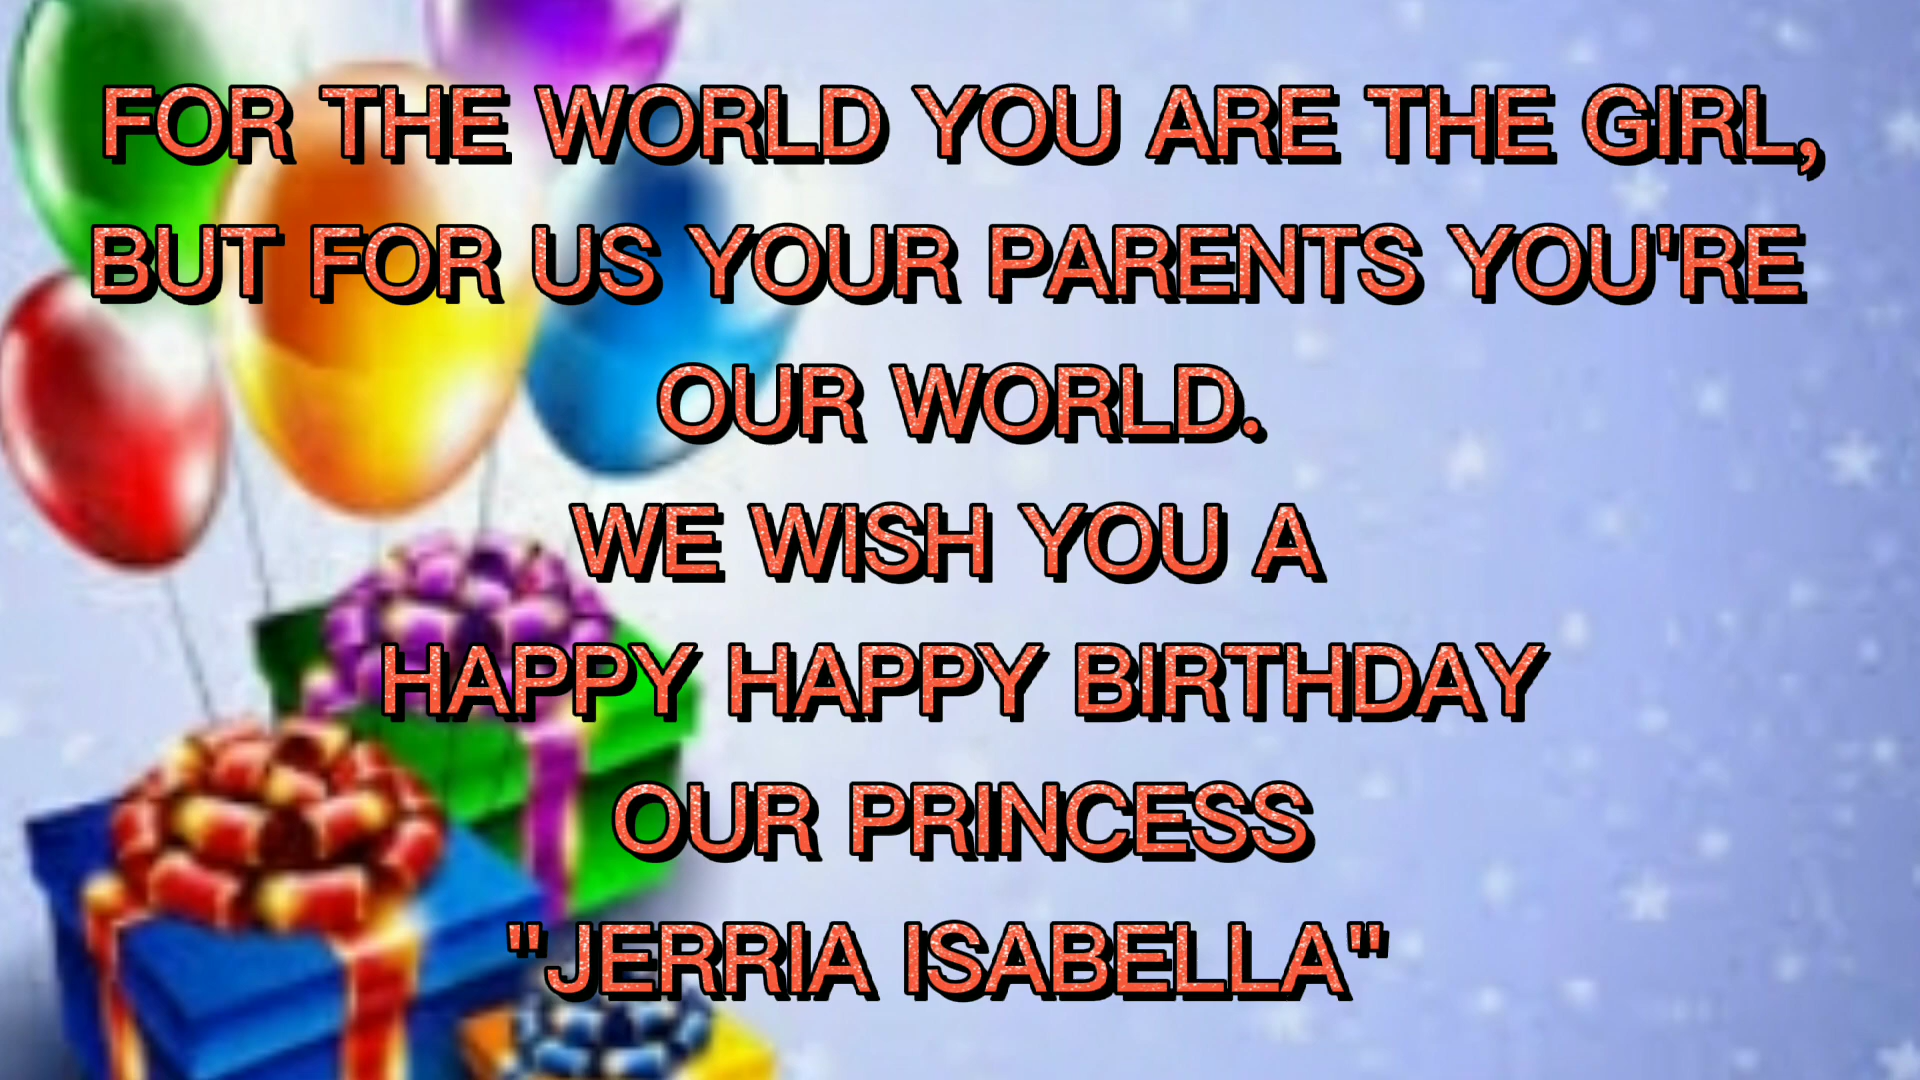 FOR THE WORLD YOU ARE THE GIRL,
BUT FOR US YOUR PARENTS YOU'RE
OUR WORLD.
WE WISH YOU A
HAPPY HAPPY BIRTHDAY
OUR PRINCESS
"JERRIA ISABELLA"